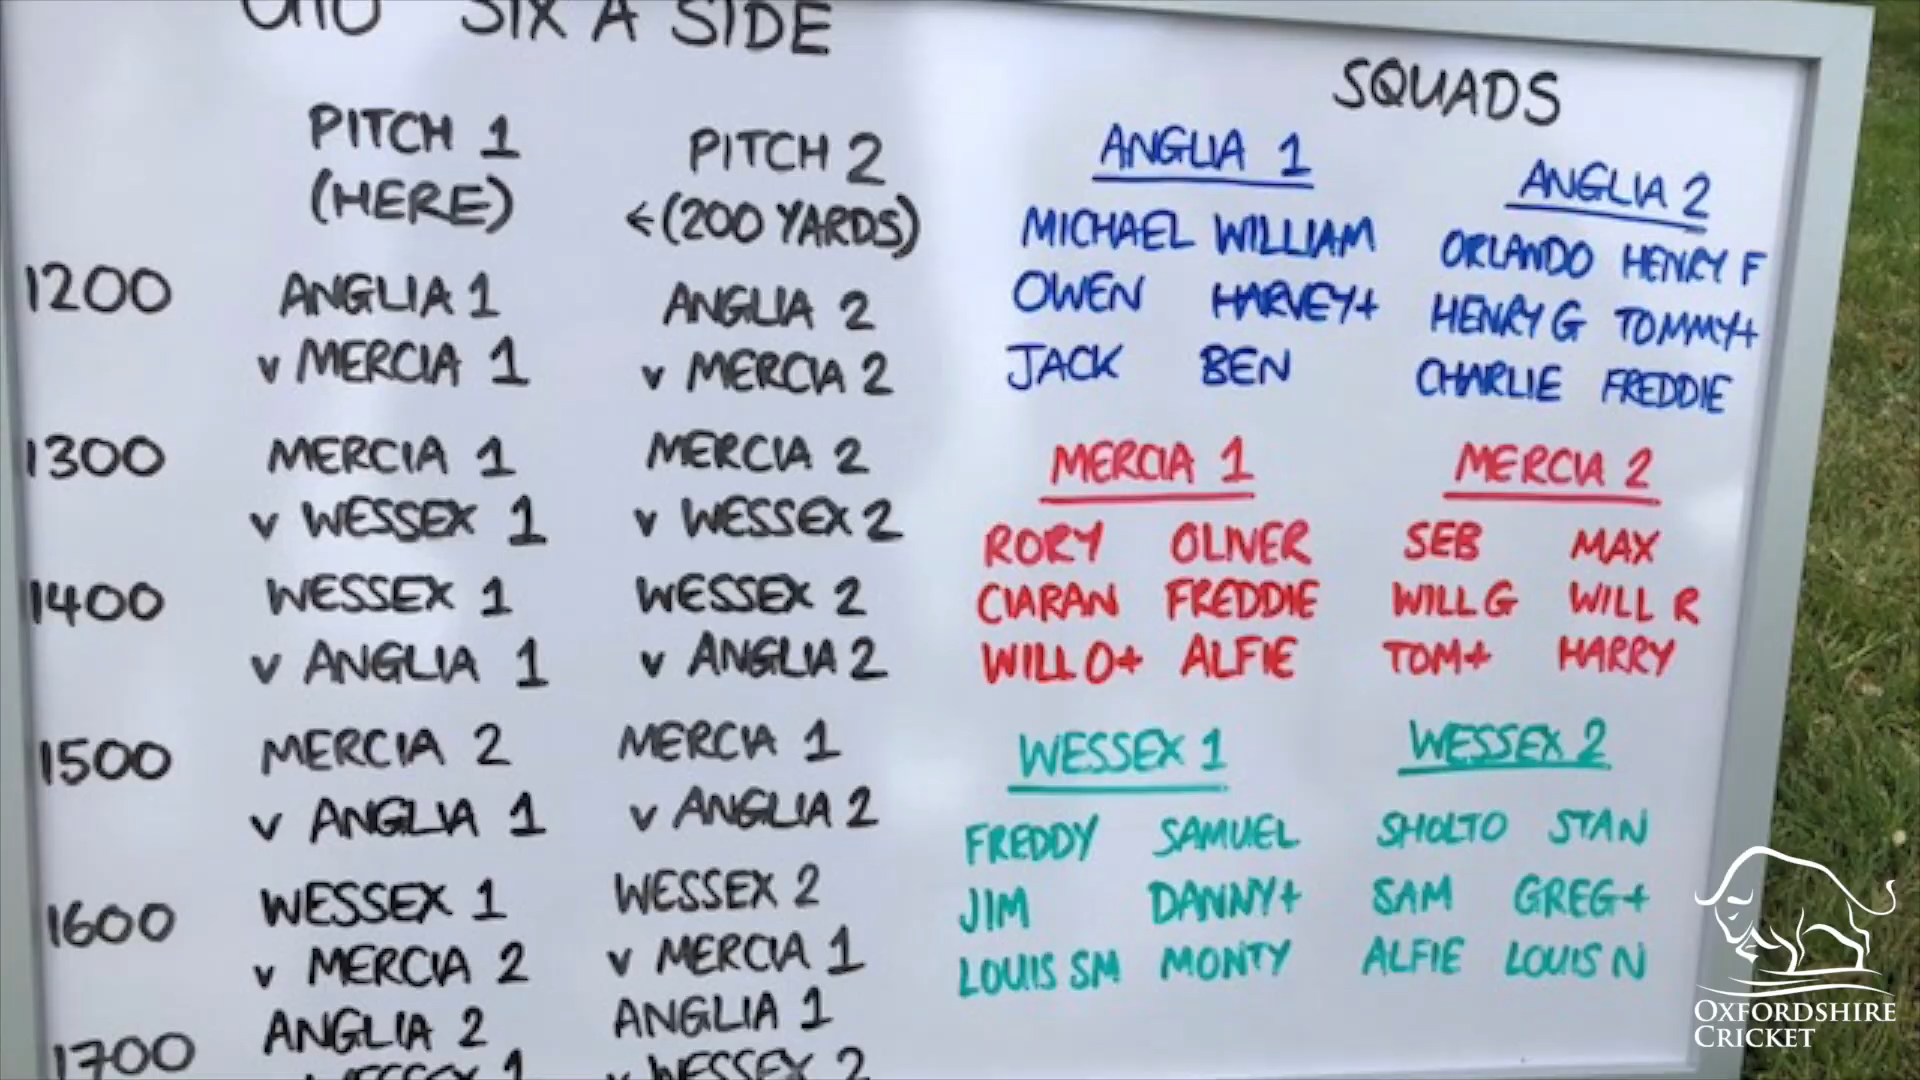 SIX A SIDE
PITCH 1
(HERE)
PITCH 2
←(200 YARDS)
1200
ANGLIA 1
v MERCIA 1
ANGLIA 2
v MERCIA 2
1300
MERCIA 1
v WESSEX 1
MERCIA 2
v WESSEX 2
1400
WESSEX 1
v ANGLIA 1
WESSEX 2
v ANGLIA 2
1500
MERCIA 2
v ANGLIA 1
MERCIA 1
v ANGLIA 2
1600
WESSEX 1
v MERCIA 2
WESSEX 2
v MERCIA 1
1700
ANGLIA 2
WESSEX 1
ANGLIA 1
v WESSEX 2
SQUADS
ANGLIA 1
MICHAEL WILLIAM
OWEN HARVEY+
JACK BEN
ANGLIA 2
ORLANDO HENRY F
HENRY G TOMMY+
CHARLIE FREDDIE
MERCIA 1
RORY OLIVER
CIARAN FREDDIE
WILL O+ ALFIE
MERCIA 2
SEB MAX
WILL G WILL R
TOM+ HARRY
WESSEX 1
FREDDY SAMUEL
JIM DANNY+
LOUIS SM MONTY
WESSEX 2
SHOLTO STAN
SAM GREG+
ALFIE LOUIS N
OXFORDSHIRE
CRICKET